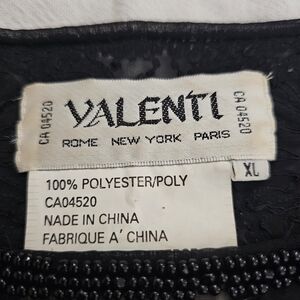 CA 04520
VALENTI
ROME NEW YORK PARIS
CA 04520
XL
100% POLYESTER/POLY
CA04520
NADE IN CHINA
FABRIQUE A' CHINA